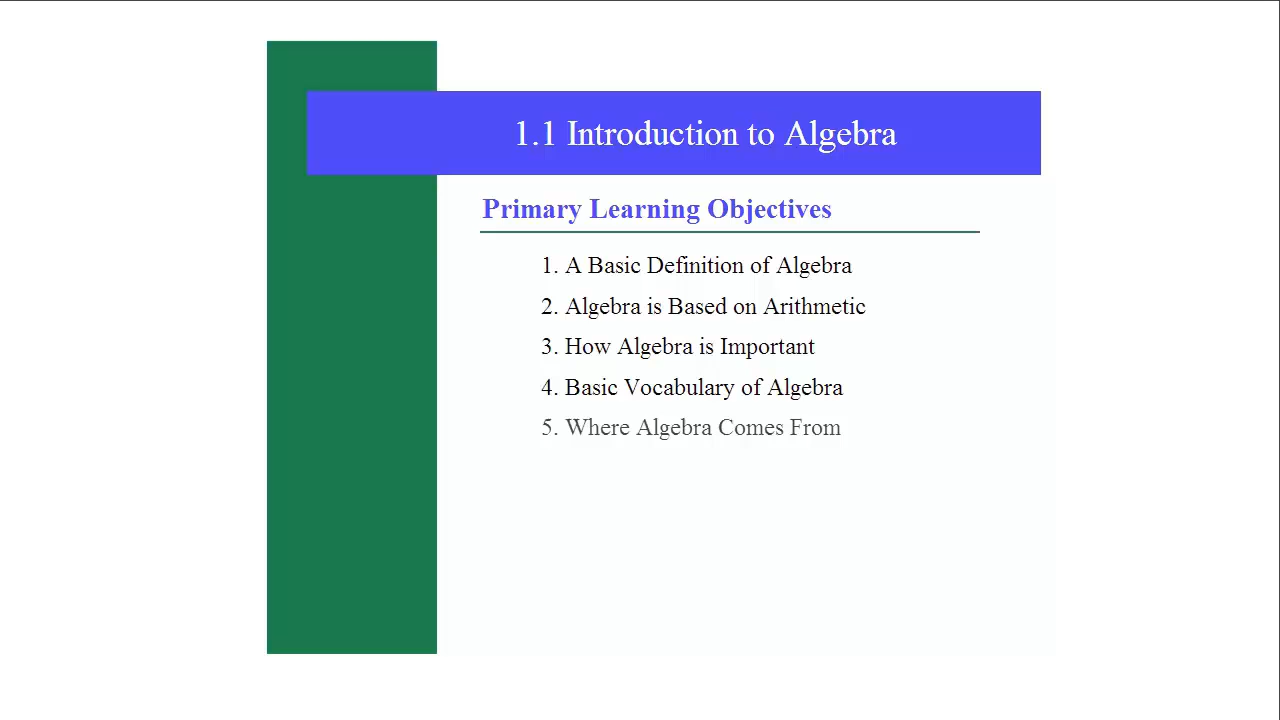 1.1 Introduction to Algebra
Primary Learning Objectives
1. A Basic Definition of Algebra
2. Algebra is Based on Arithmetic
3. How Algebra is Important
4. Basic Vocabulary of Algebra
5. Where Algebra Comes From